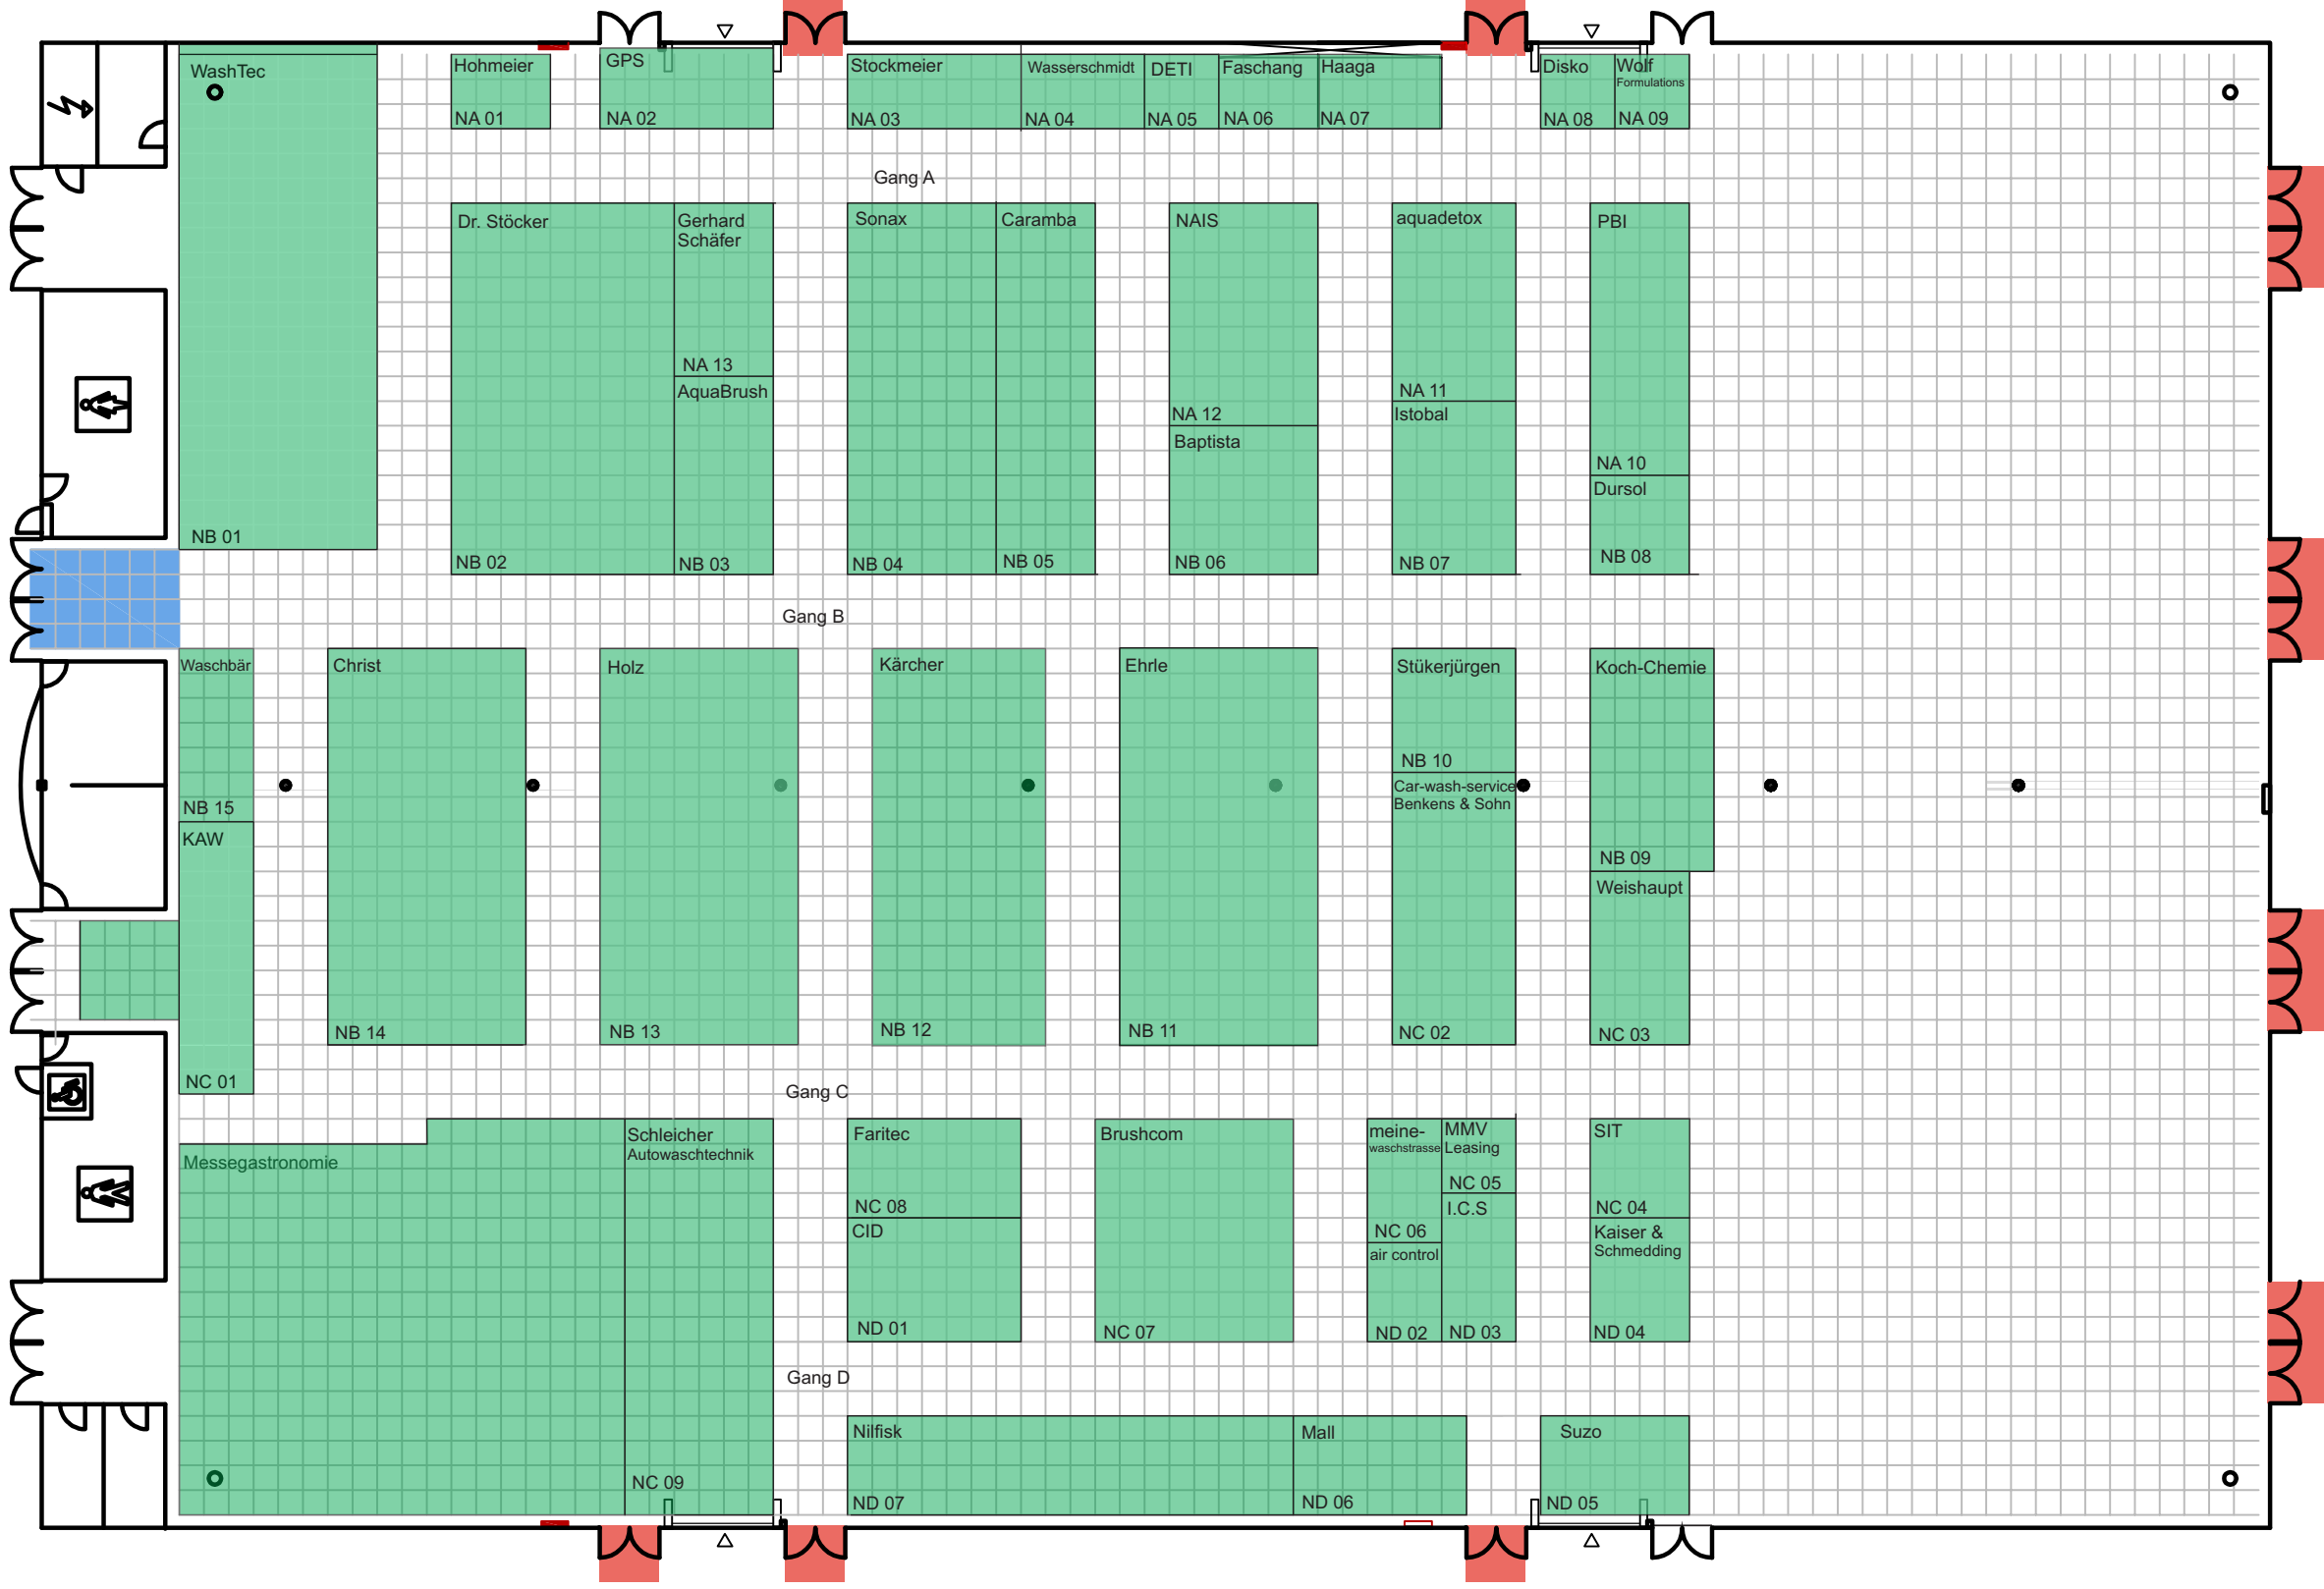 WashTec
NB 01
Hohmeier
NA 01
GPS
NA 02
Stockmeier
NA 03
Wasserschmidt
NA 04
DETI
NA 05
Faschang
NA 06
Haaga
NA 07
Disko
NA 08
Wolf
Formulations
NA 09
Gang A
Dr. Stöcker
NB 02
Gerhard
Schäfer
NA 13
AquaBrush
NB 03
Sonax
NB 04
Caramba
NB 05
NAIS
NA 12
Baptista
NB 06
aquadetox
NA 11
Istobal
NB 07
PBI
NA 10
Dursol
NB 08
Gang B
Waschbär
NB 15
KAW
NC 01
Christ
NB 14
Holz
NB 13
Kärcher
NB 12
Ehrle
NB 11
Stükerjürgen
NB 10
Car-wash-service
Benkens & Sohn
NC 02
Koch-Chemie
NB 09
Weishaupt
NC 03
Gang C
Messegastronomie
Schleicher
Autowaschtechnik
NC 09
Faritec
NC 08
CID
ND 01
Brushcom
NC 07
meine-
waschstrasse
NC 06
air control
ND 02
MMV
Leasing
NC 05
I.C.S
ND 03
SIT
NC 04
Kaiser &
Schmedding
ND 04
Gang D
Nilfisk
ND 07
Mall
ND 06
Suzo
ND 05